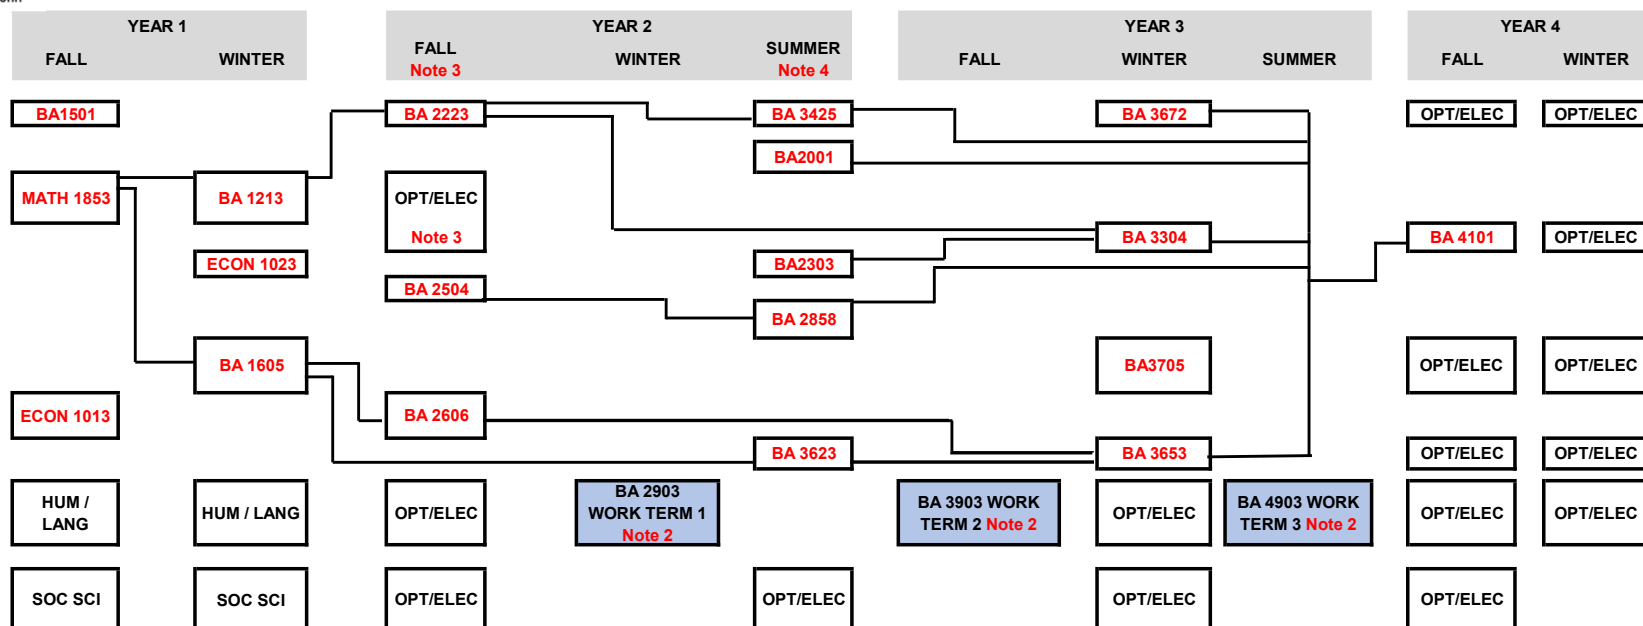 YEAR 1
YEAR 2
YEAR 3
YEAR 4
FALL
WINTER
FALL
Note 3
WINTER
SUMMER
Note 4
FALL
WINTER
SUMMER
FALL
WINTER
BA1501
BA 2223
BA 3425
BA 3672
OPT/ELEC
OPT/ELEC
BA2001
MATH 1853
BA 1213
OPT/ELEC
Note 3
BA 3304
BA 4101
OPT/ELEC
ECON 1023
BA2303
BA 2504
BA 2858
BA 1605
BA3705
OPT/ELEC
OPT/ELEC
ECON 1013
BA 2606
BA 3623
BA 3653
OPT/ELEC
OPT/ELEC
HUM /
LANG
HUM / LANG
OPT/ELEC
BA 2903
WORK TERM 1
Note 2
BA 3903 WORK
TERM 2 Note 2
OPT/ELEC
BA 4903 WORK
TERM 3 Note 2
OPT/ELEC
OPT/ELEC
SOC SCI
SOC SCI
OPT/ELEC
OPT/ELEC
OPT/ELEC
OPT/ELEC